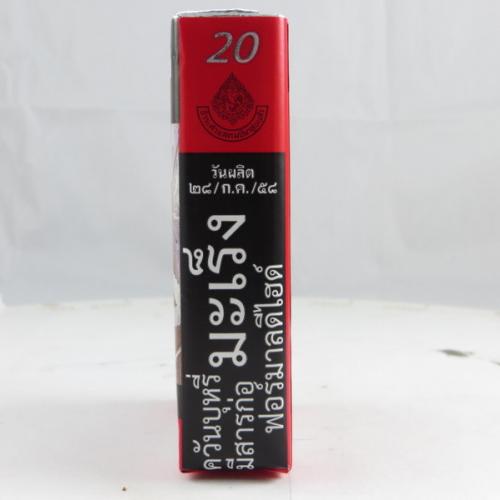 20
วันผลิต
๒๘/ก.ค./๕๘
ควันบุหรี่
มีสารก่อ
มะเร็ง
ฟอร์มาลดีไฮด์